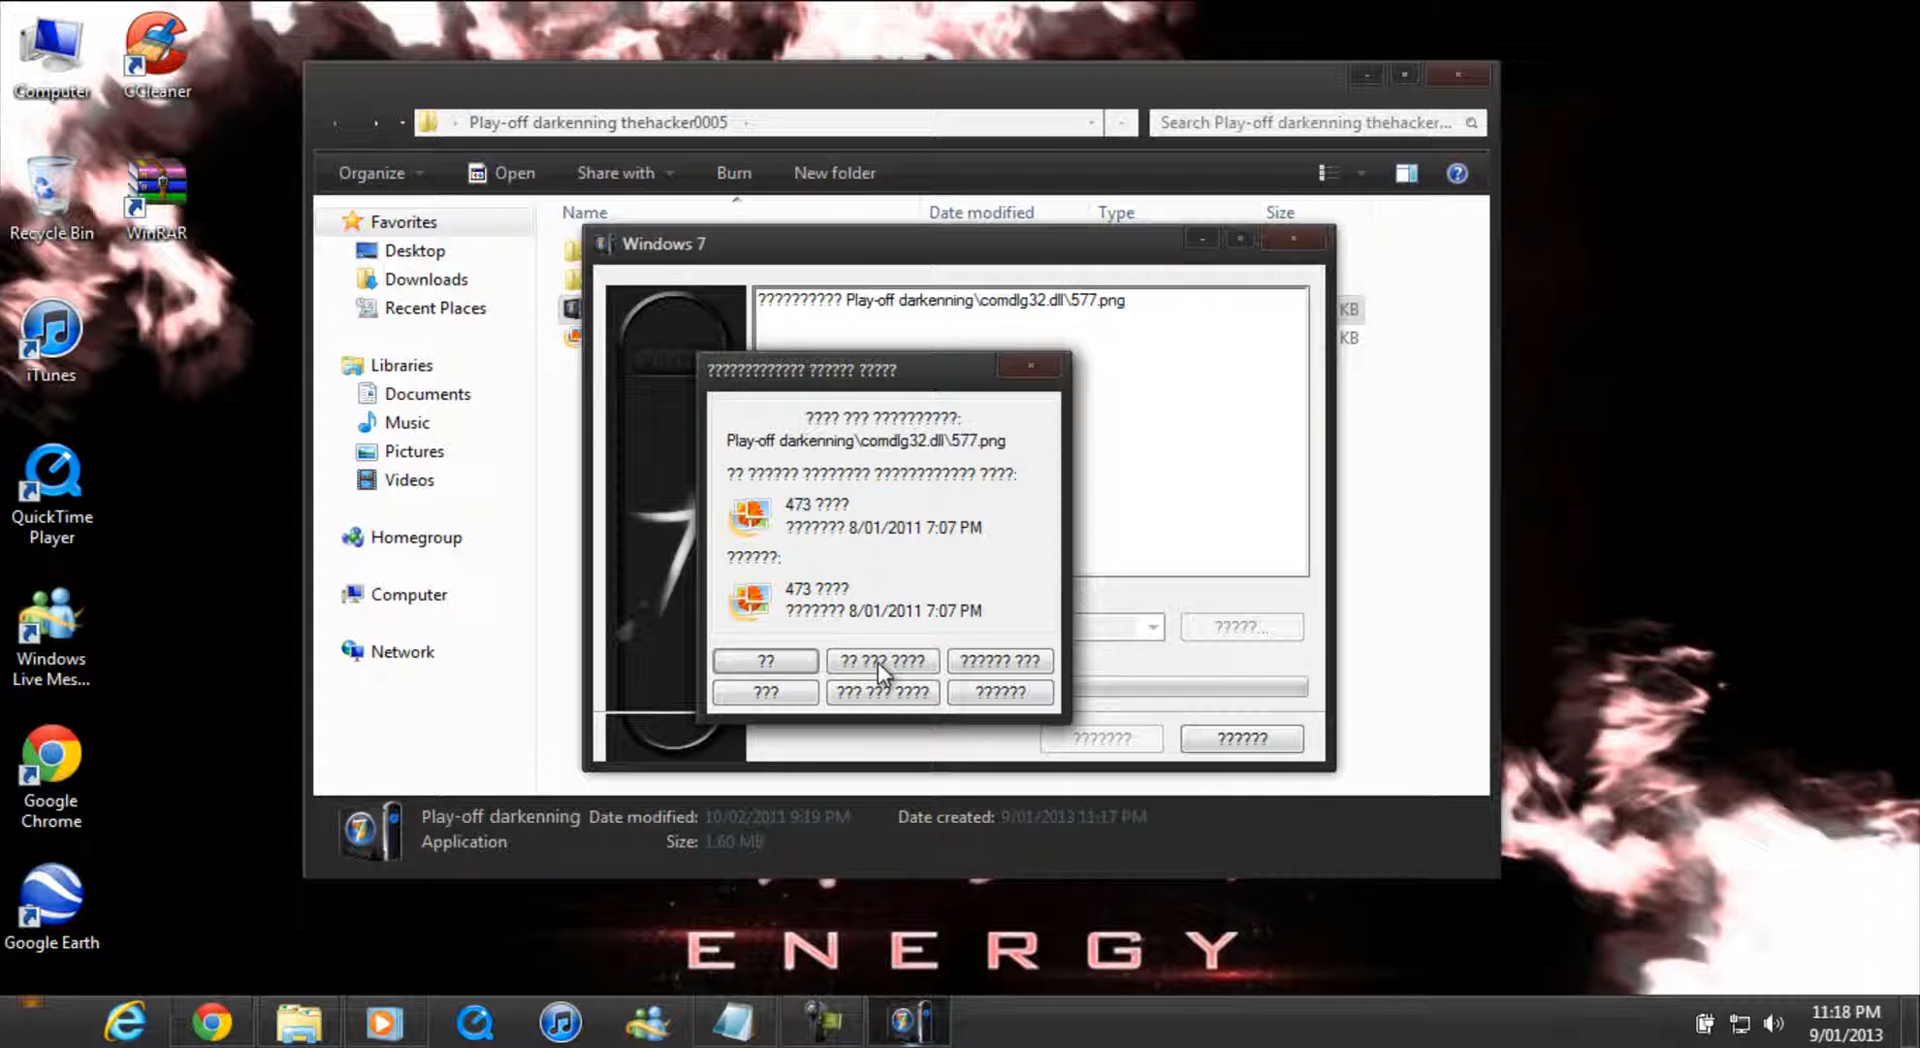 Computer
CCleaner
Recycle Bin
WinRAR
iTunes
QuickTime
Player
Windows
Live Mes...
Google
Chrome
Google Earth
Play-off darkenning thehacker0005
Search Play-off darkenning thehacker...
Organize
Open
Share with
Burn
New folder
Name
Date modified
Type
Size
Favorites
Desktop
Downloads
Recent Places
Libraries
Documents
Music
Pictures
Videos
Homegroup
Computer
Network
KB
KB
Windows 7
?????????? Play-off darkenning\comdlg32.dll\577.png
????????????? ?????? ?????
???? ??? ??????????:
Play-off darkenning\comdlg32.dll\577.png
?? ?????? ???????? ???????????? ????:
473 ????
??????? 8/01/2011 7:07 PM
??????:
473 ????
??????? 8/01/2011 7:07 PM
??
?? ??? ????
?????? ???
???
??? ??? ????
??????
?????...
???????
??????
Play-off darkenning
Date modified: 10/02/2011 9:19 PM
Date created: 9/01/2013 11:17 PM
Application
Size: 1.60 MB
ENERGY
11:18 PM
9/01/2013